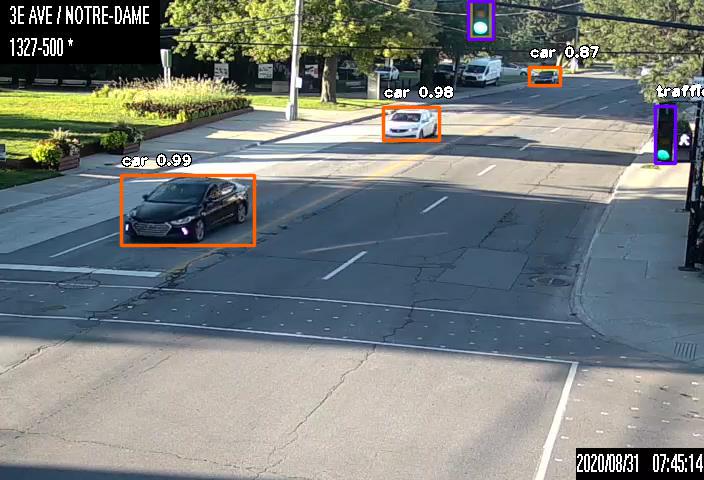 3E AVE / NOTRE-DAME
1327-500 *
car 0.87
car 0.98
traffic
car 0.99
2020/08/31 07:45:14